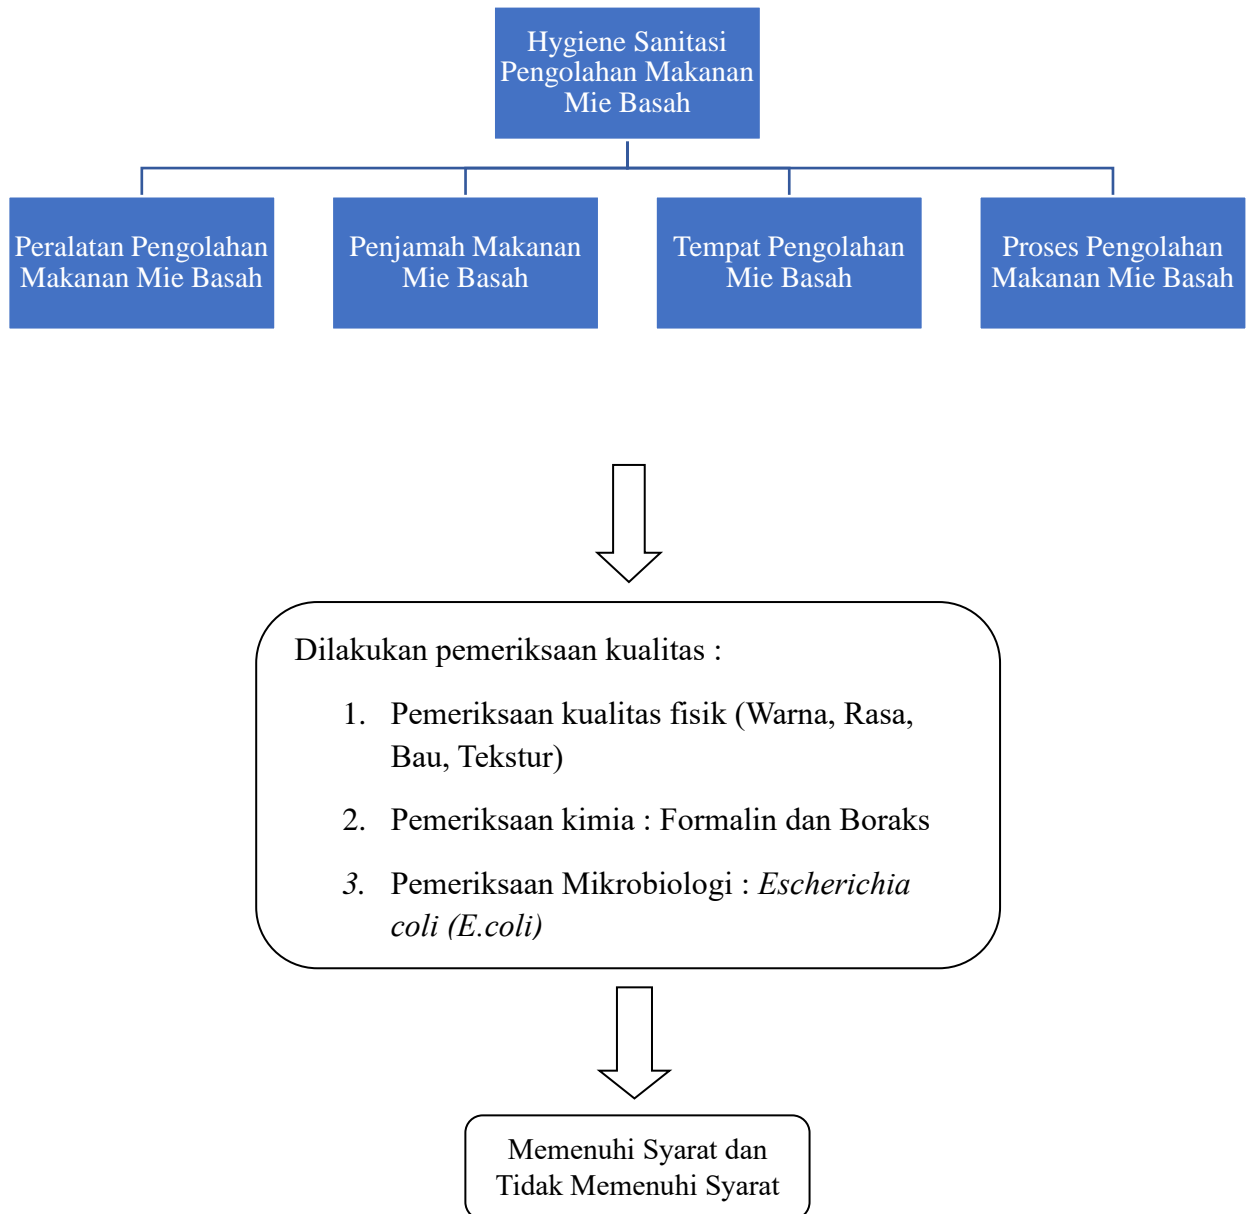 Hygiene Sanitasi
Pengolahan Makanan
Mie Basah
Peralatan Pengolahan
Makanan Mie Basah
Penjamah Makanan
Mie Basah
Tempat Pengolahan
Mie Basah
Proses Pengolahan
Makanan Mie Basah
Dilakukan pemeriksaan kualitas :
1. Pemeriksaan kualitas fisik (Warna, Rasa,
Bau, Tekstur)
2. Pemeriksaan kimia : Formalin dan Boraks
3. Pemeriksaan Mikrobiologi : Escherichia
coli (E.coli)
Memenuhi Syarat dan
Tidak Memenuhi Syarat